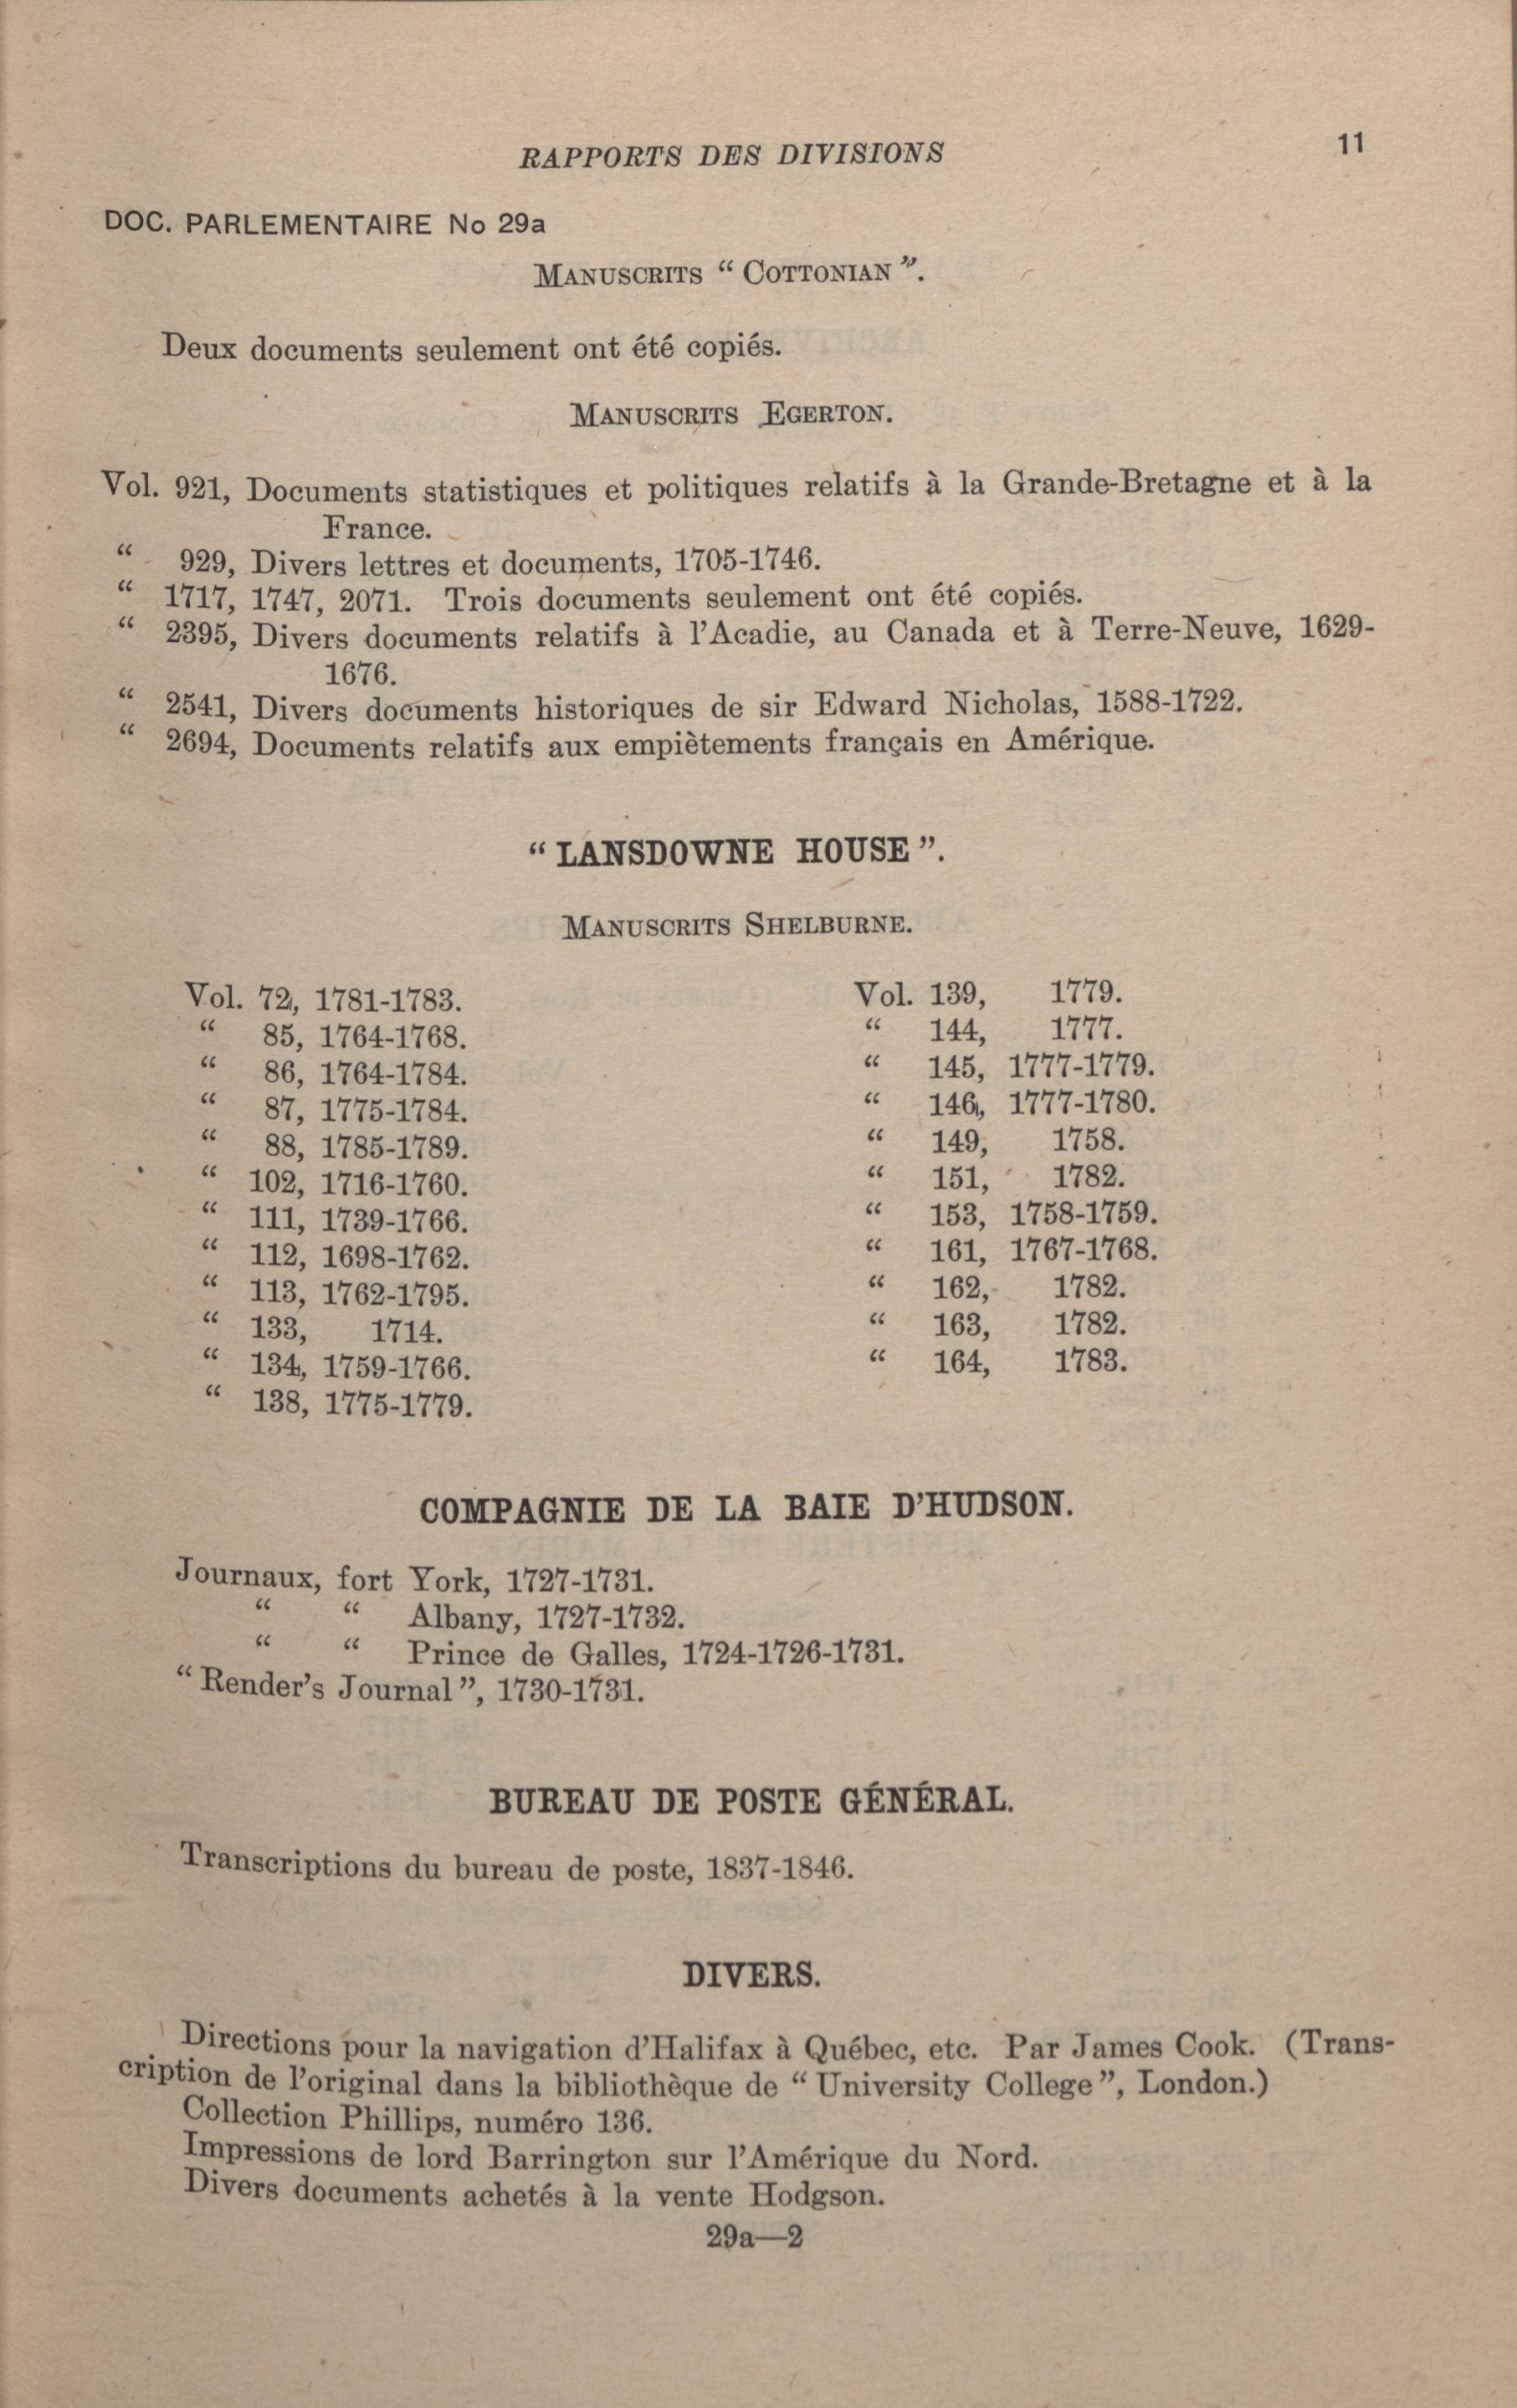 RAPPORTS DES DIVISIONS 11
DOC. PARLEMENTAIRE No 29a
MANUSCRITS “ COTTONIAN ”.
Deux documents seulement ont été copiés.
MANUSCRITS EGERTON.
Vol. 921, Documents statistiques et politiques relatifs à la Grande-Bretagne et à la
France.
“ 929, Divers lettres et documents, 1705-1746.
“ 1717, 1747, 2071. Trois documents seulement ont été copiés.
“ 2395, Divers documents relatifs à l’Acadie, au Canada et à Terre-Neuve, 1629-
1676.
“ 2541, Divers documents historiques de sir Edward Nicholas, 1588-1722.
“ 2694, Documents relatifs aux empiètements français en Amérique.
“ LANSDOWNE HOUSE ”.
MANUSCRITS SHELBURNE.
Vol. 72, 1781-1783.
“ 85, 1764-1768.
“ 86, 1764-1784.
“ 87, 1775-1784.
“ 88, 1785-1789.
“ 102, 1716-1760.
“ 111, 1739-1766.
“ 112, 1698-1762.
“ 113, 1762-1795.
“ 133, 1714.
“ 134, 1759-1766.
“ 138, 1775-1779.
Vol. 139, 1779.
“ 144, 1777.
“ 145, 1777-1779.
“ 146, 1777-1780.
“ 149, 1758.
“ 151, 1782.
“ 153, 1758-1759.
“ 161, 1767-1768.
“ 162, 1782.
“ 163, 1782.
“ 164, 1783.
COMPAGNIE DE LA BAIE D’HUDSON.
Journaux, fort York, 1727-1731.
“ “ Albany, 1727-1732.
“ “ Prince de Galles, 1724-1726-1731.
“ Render’s Journal ”, 1730-1731.
BUREAU DE POSTE GÉNÉRAL.
Transcriptions du bureau de poste, 1837-1846.
DIVERS.
Directions pour la navigation d’Halifax à Québec, etc. Par James Cook. (Trans-
cription de l’original dans la bibliothèque de “ University College ”, London.)
Collection Phillips, numéro 136.
Impressions de lord Barrington sur l’Amérique du Nord.
Divers documents achetés à la vente Hodgson.
29a—2